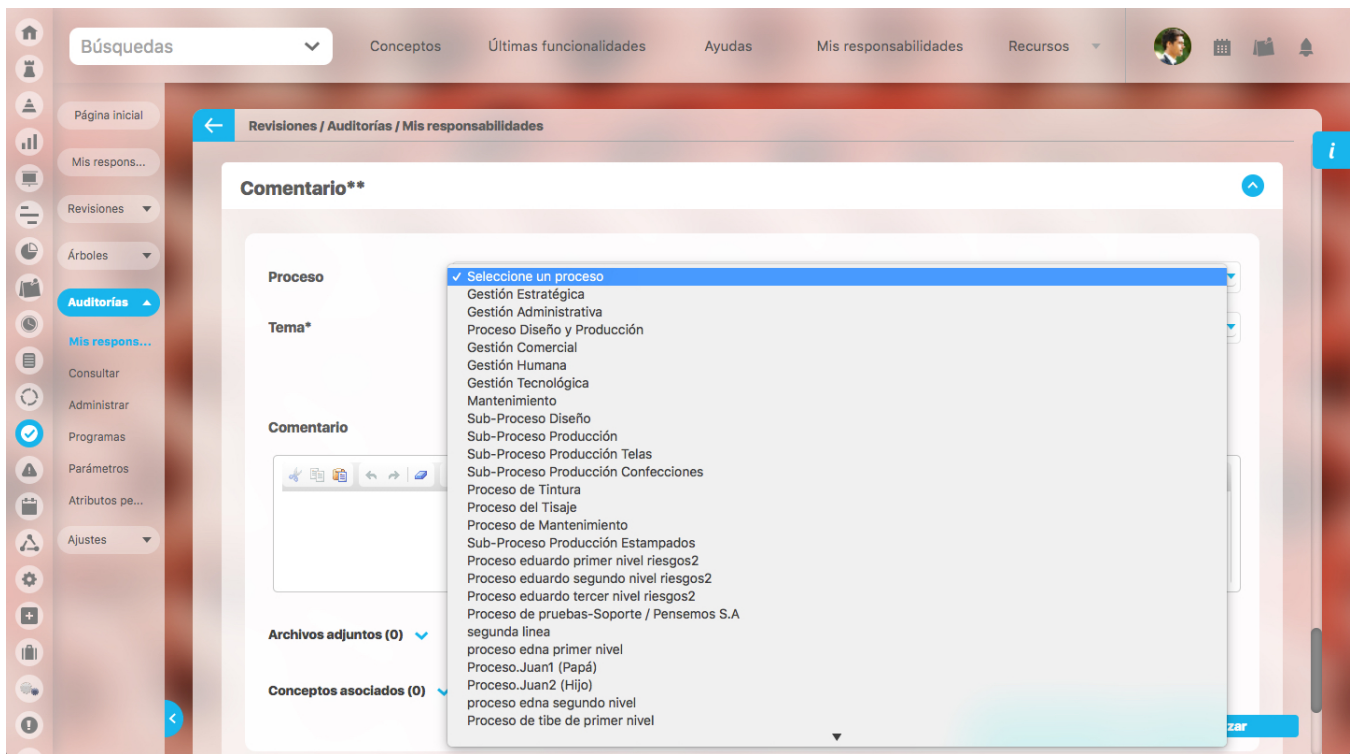 Búsquedas
Conceptos
Últimas funcionalidades
Ayudas
Mis responsabilidades
Recursos
Página inicial
Mis respons...
Revisiones
Árboles
Auditorías
Mis respons...
Consultar
Administrar
Programas
Parámetros
Atributos pe...
Ajustes
Revisiones / Auditorías / Mis responsabilidades
i
Comentario**
Proceso
✓ Seleccione un proceso
Gestión Estratégica
Gestión Administrativa
Proceso Diseño y Producción
Gestión Comercial
Gestión Humana
Gestión Tecnológica
Mantenimiento
Sub-Proceso Diseño
Sub-Proceso Producción
Sub-Proceso Producción Telas
Sub-Proceso Producción Confecciones
Proceso de Tintura
Proceso del Tisaje
Proceso de Mantenimiento
Sub-Proceso Producción Estampados
Proceso eduardo primer nivel riesgos2
Proceso eduardo segundo nivel riesgos2
Proceso eduardo tercer nivel riesgos2
Proceso de pruebas-Soporte / Pensemos S.A
segunda linea
proceso edna primer nivel
Proceso.Juan1 (Papá)
Proceso.Juan2 (Hijo)
proceso edna segundo nivel
Proceso de tibe de primer nivel
Tema*
Comentario
Archivos adjuntos (0)
Conceptos asociados (0)
zar